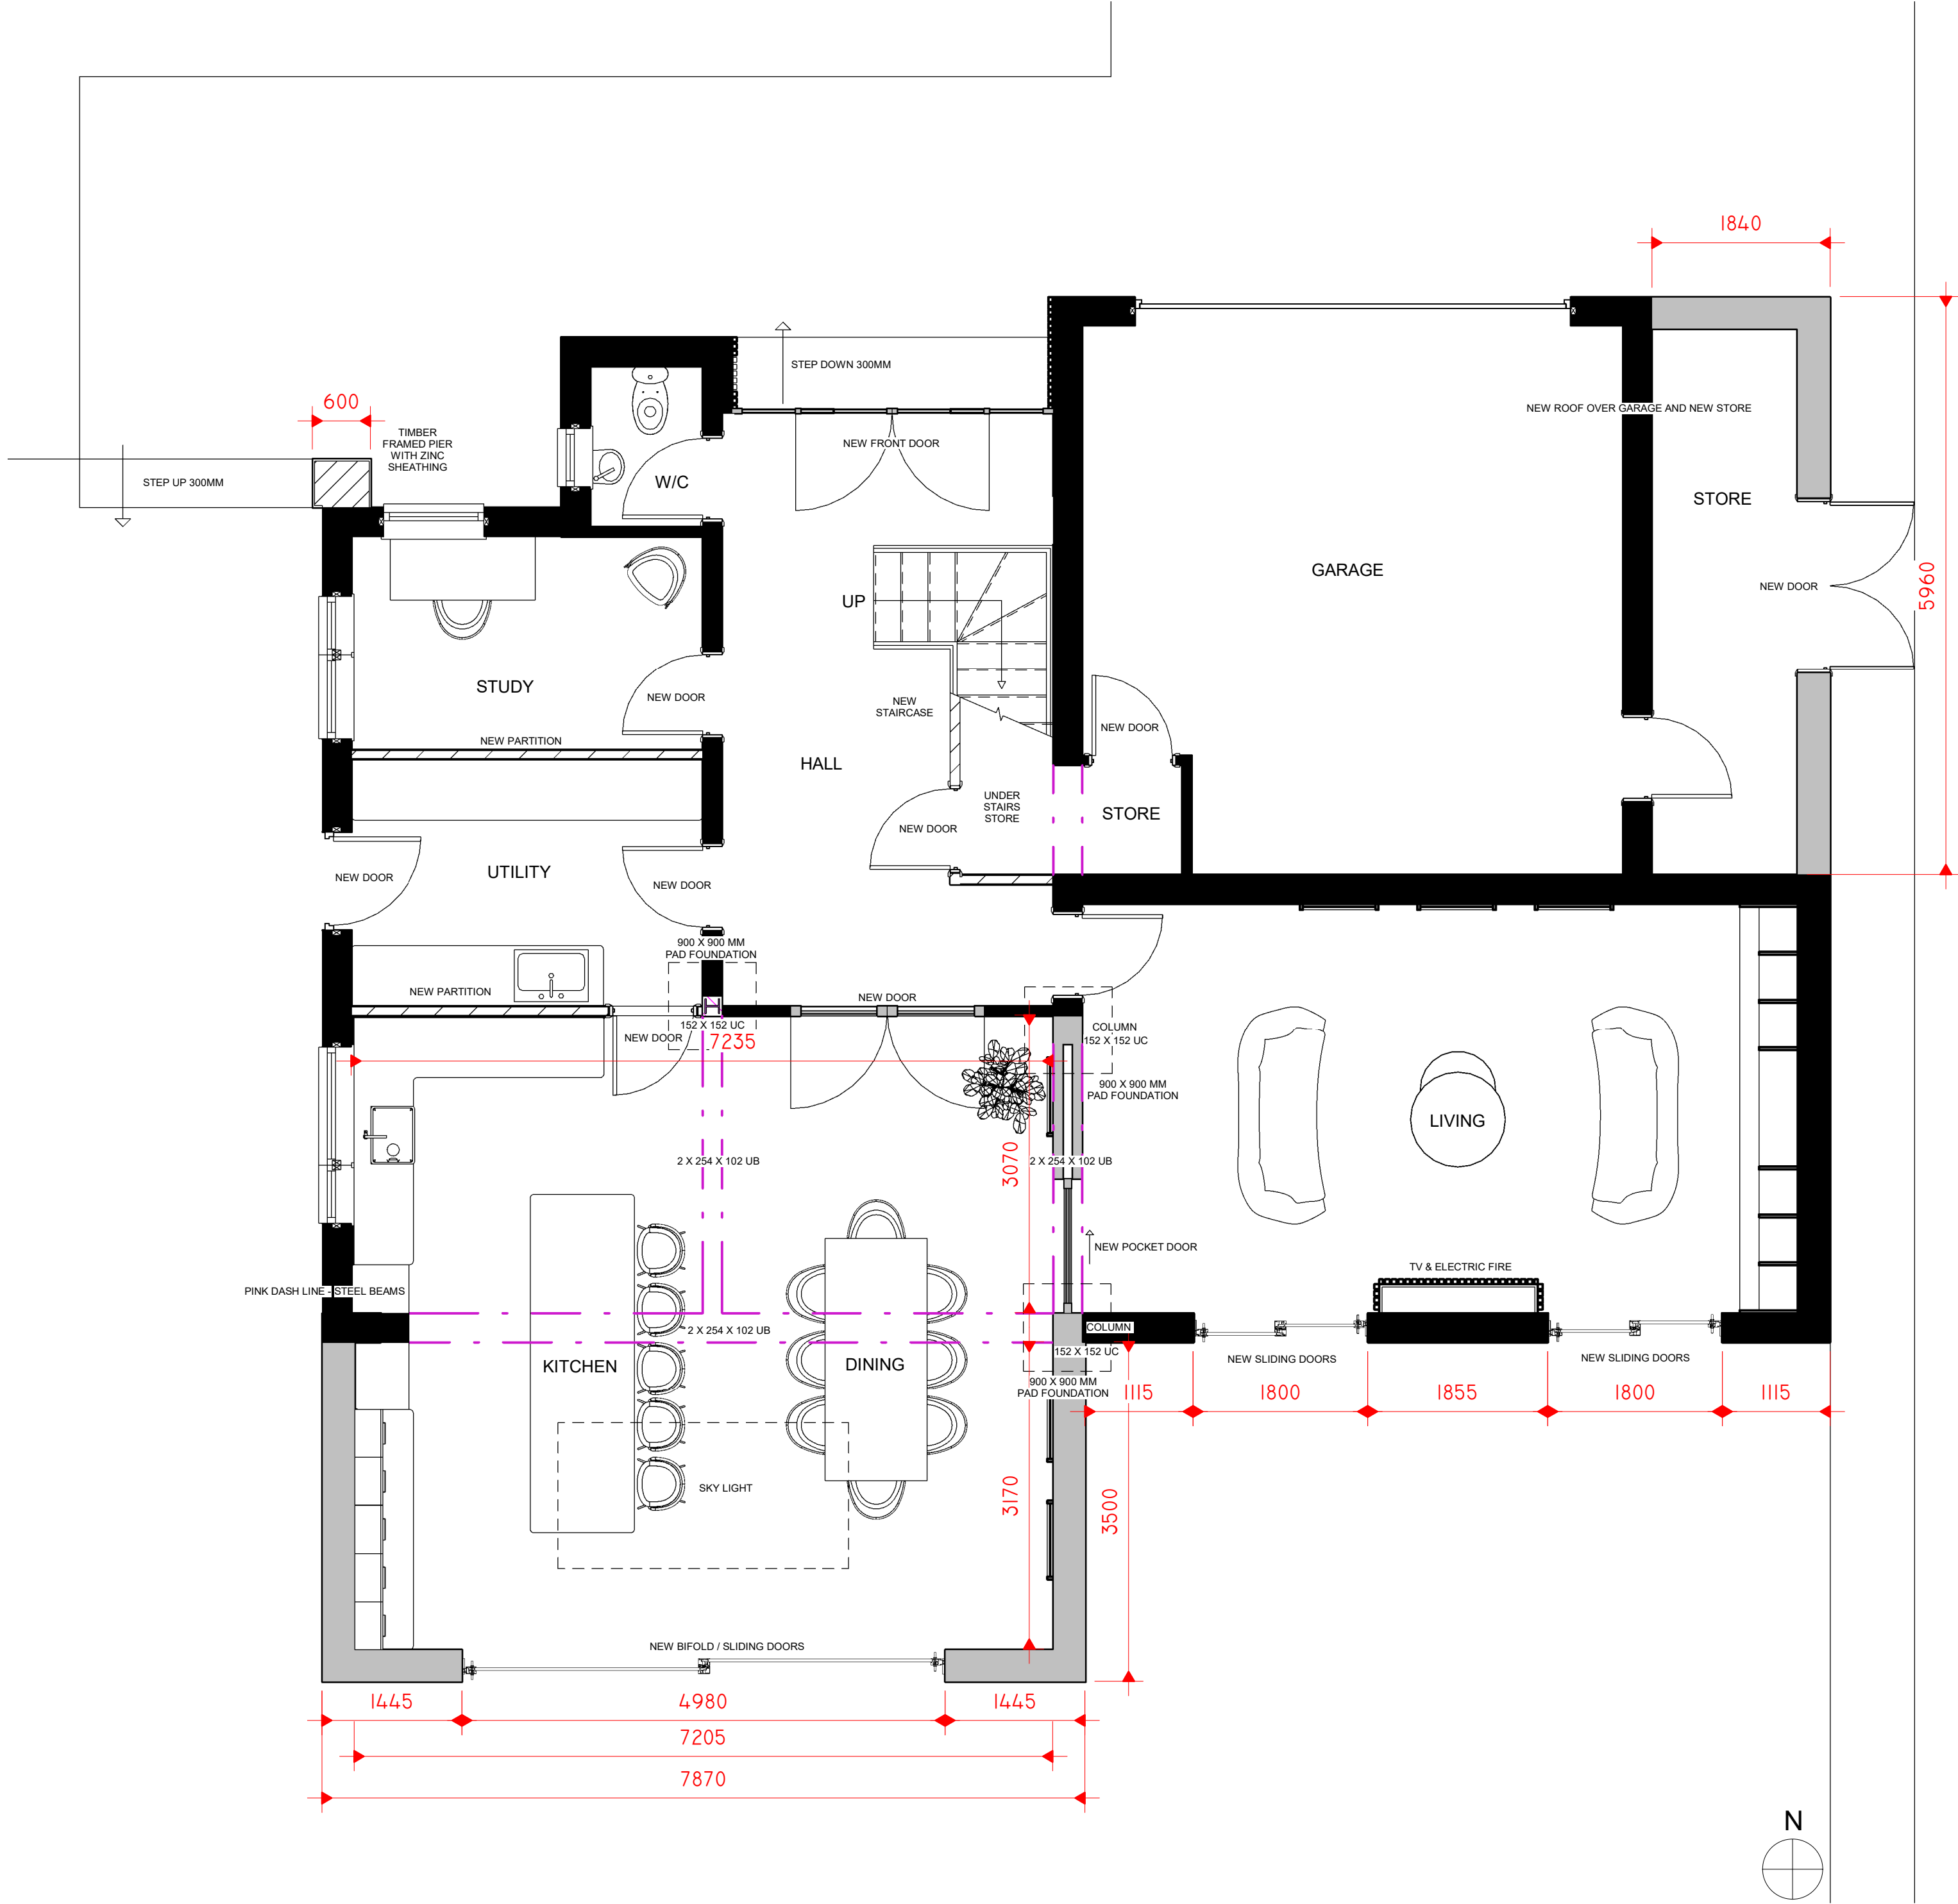 1840
5960
STEP DOWN 300MM
600
TIMBER
FRAMED PIER
WITH ZINC
SHEATHING
NEW ROOF OVER GARAGE AND NEW STORE
NEW FRONT DOOR
STEP UP 300MM
W/C
STORE
GARAGE
NEW DOOR
UP
STUDY
NEW DOOR
NEW
STAIRCASE
NEW DOOR
NEW PARTITION
HALL
UNDER
STAIRS
STORE
STORE
NEW DOOR
UTILITY
NEW DOOR
NEW DOOR
900 X 900 MM
PAD FOUNDATION
NEW PARTITION
NEW DOOR
152 X 152 UC
NEW DOOR
7235
COLUMN
152 X 152 UC
900 X 900 MM
PAD FOUNDATION
LIVING
2 X 254 X 102 UB
3070
2 X 254 X 102 UB
NEW POCKET DOOR
TV & ELECTRIC FIRE
PINK DASH LINE - STEEL BEAMS
2 X 254 X 102 UB
COLUMN
152 X 152 UC
KITCHEN
DINING
NEW SLIDING DOORS
NEW SLIDING DOORS
900 X 900 MM
PAD FOUNDATION
1115
1800
1855
1800
1115
SKY LIGHT
3170
3500
NEW BIFOLD / SLIDING DOORS
1445
4980
1445
7205
7870
N